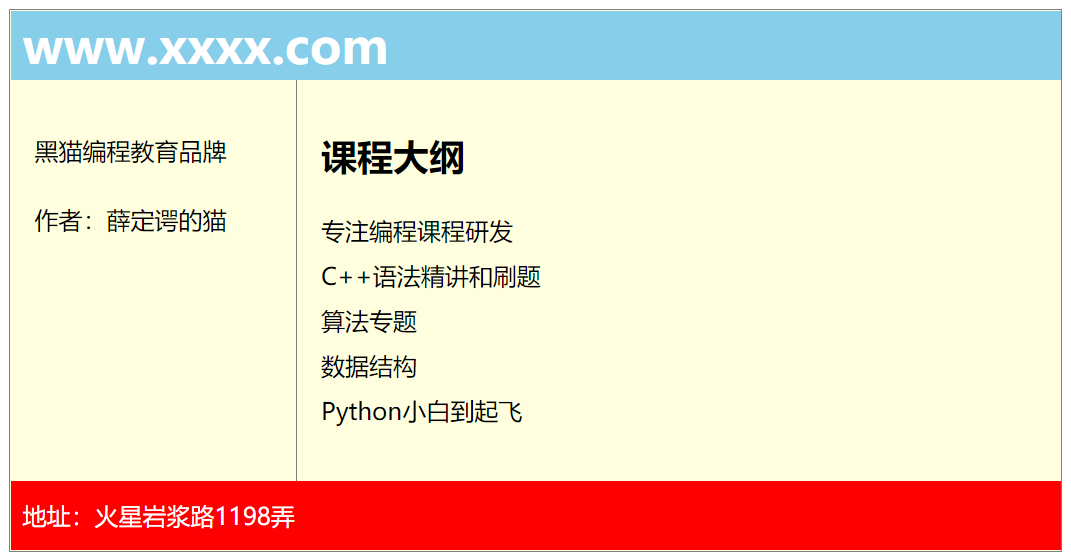 www.xxxx.com
黑猫编程教育品牌
作者：薛定谔的猫
课程大纲
专注编程课程研发
C++语法精讲和刷题
算法专题
数据结构
Python小白到起飞
地址：火星岩浆路1198弄